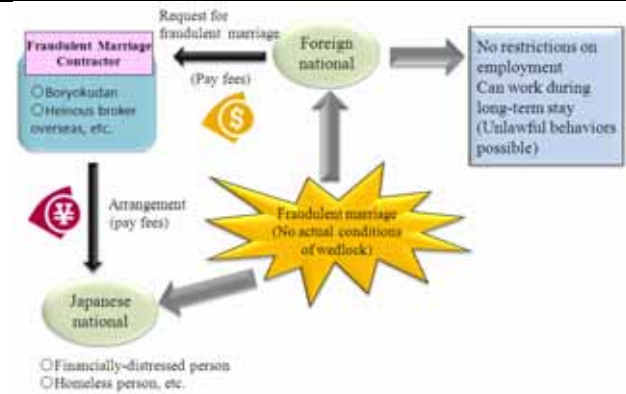 Request for
fraudulent marriage
Fraudulent Marriage
Contractor
○Boryokudan
○Heinous broker
overseas, etc.
(Pay fees)
$
Foreign
national
No restrictions on
employment
Can work during
long-term stay
(Unlawful behaviors
possible)
¥
Arrangement
(pay fees)
Fraudulent marriage
(No actual conditions
of wedlock)
Japanese
national
○Financially-distressed person
○Homeless person, etc.